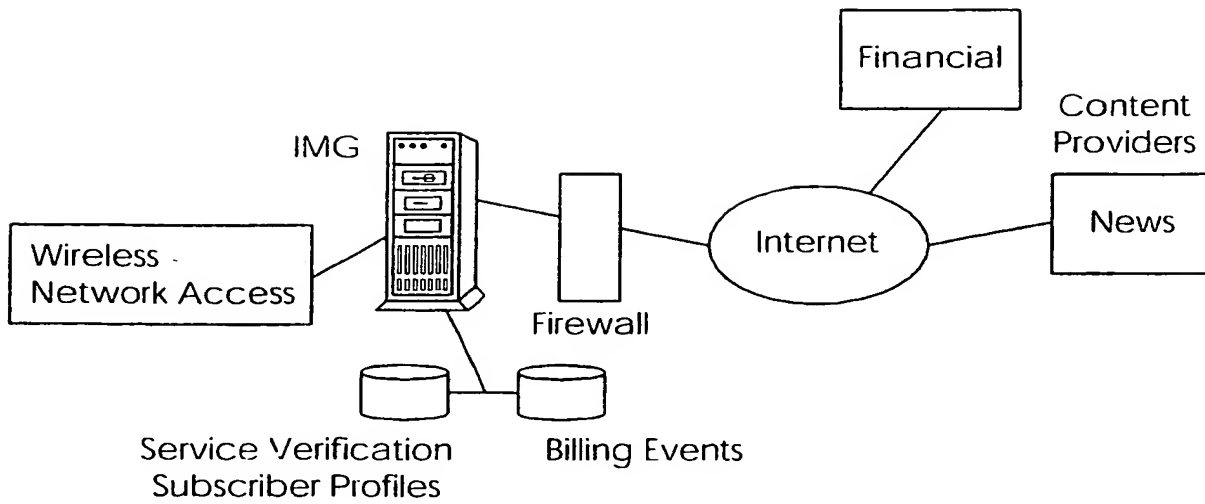 Financial
Content
Providers
IMG
News
Internet
Wireless
Network Access
Firewall
Service Verification
Subscriber Profiles
Billing Events